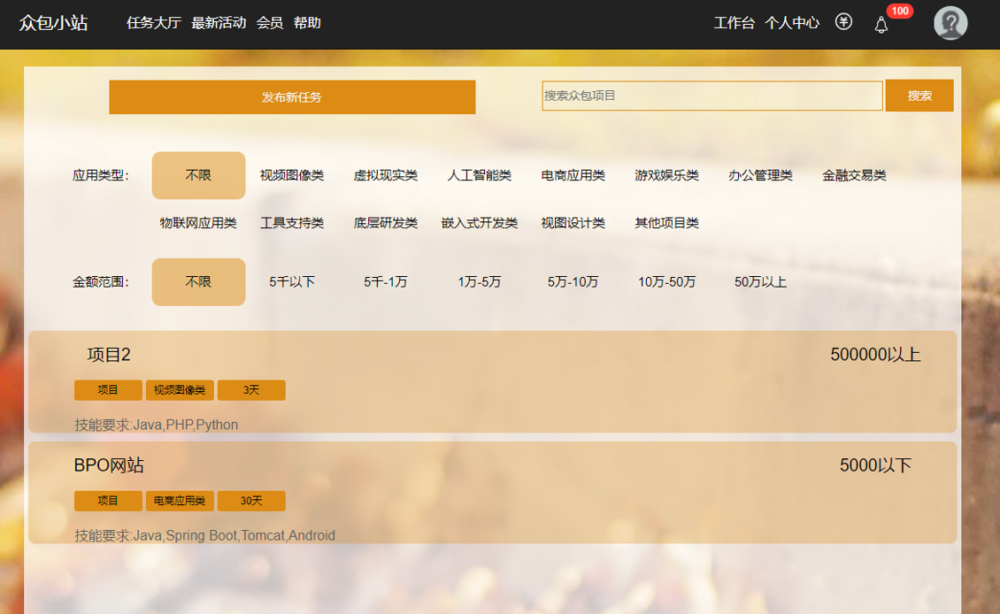 众包小站 任务大厅 最新活动 会员 帮助 工作台 个人中心 100
发布新任务 搜索众包项目 搜索
应用类型: 不限 视频图像类 虚拟现实类 人工智能类 电商应用类 游戏娱乐类 办公管理类 金融交易类
物联网应用类 工具支持类 底层研发类 嵌入式开发类 视图设计类 其他项目类
金额范围: 不限 5千以下 5千-1万 1万-5万 5万-10万 10万-50万 50万以上
项目2 500000以上
项目 视频图像类 3天
技能要求:Java,PHP,Python
BPO网站 5000以下
项目 电商应用类 30天
技能要求:Java,Spring Boot,Tomcat,Android